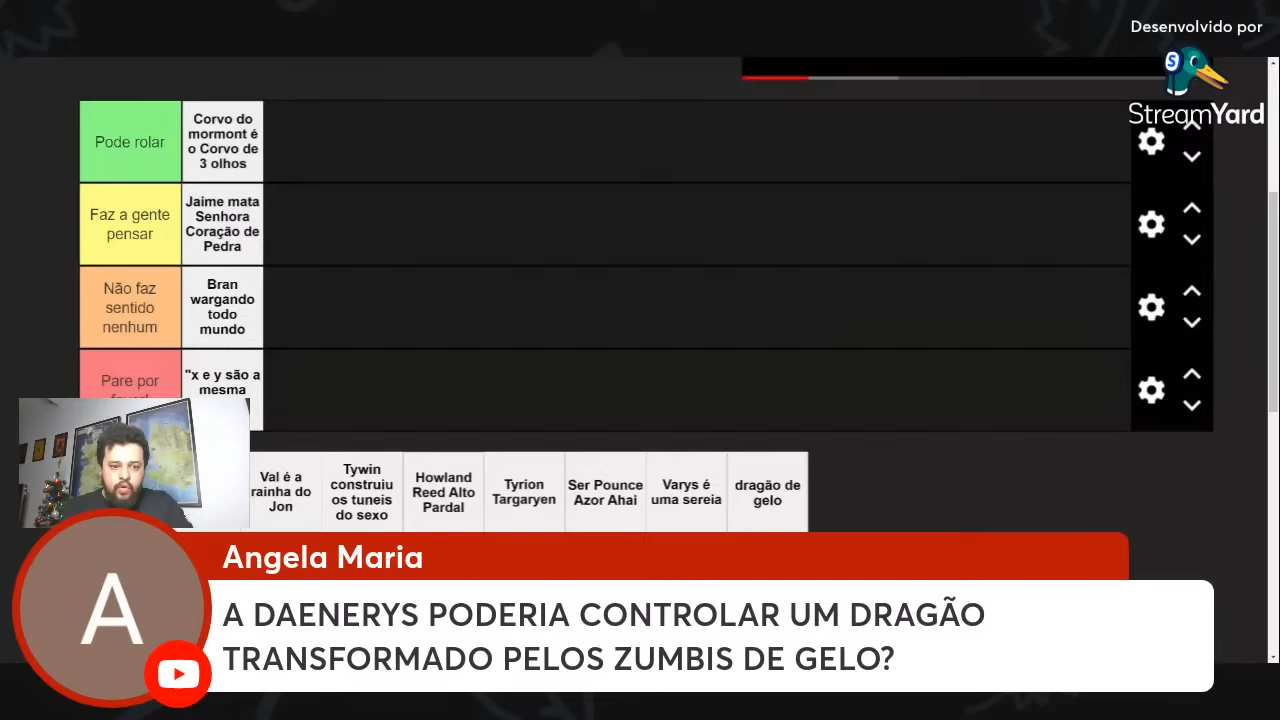 Desenvolvido por
StreamYard
Pode rolar
Corvo do
mormont é
o Corvo de
3 olhos
Faz a gente
pensar
Jaime mata
Senhora
Coração de
Pedra
Não faz
sentido
nenhum
Bran
wargando
todo
mundo
Pare por
"x e y são a
mesma
Val é a
rainha do
Jon
Tywin
construiu
os tuneis
do sexo
Howland
Reed Alto
Pardal
Tyrion
Targaryen
Ser Pounce
Azor Ahai
Varys é
uma sereia
dragão de
gelo
A
Angela Maria
A DAENERYS PODERIA CONTROLAR UM DRAGÃO
TRANSFORMADO PELOS ZUMBIS DE GELO?